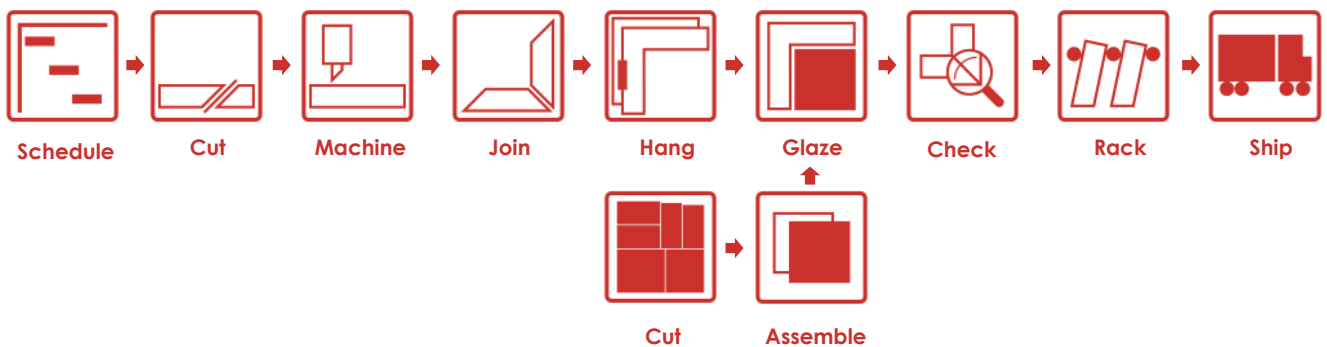 Schedule
Cut
Machine
Join
Hang
Glaze
Check
Rack
Ship
Cut
Assemble